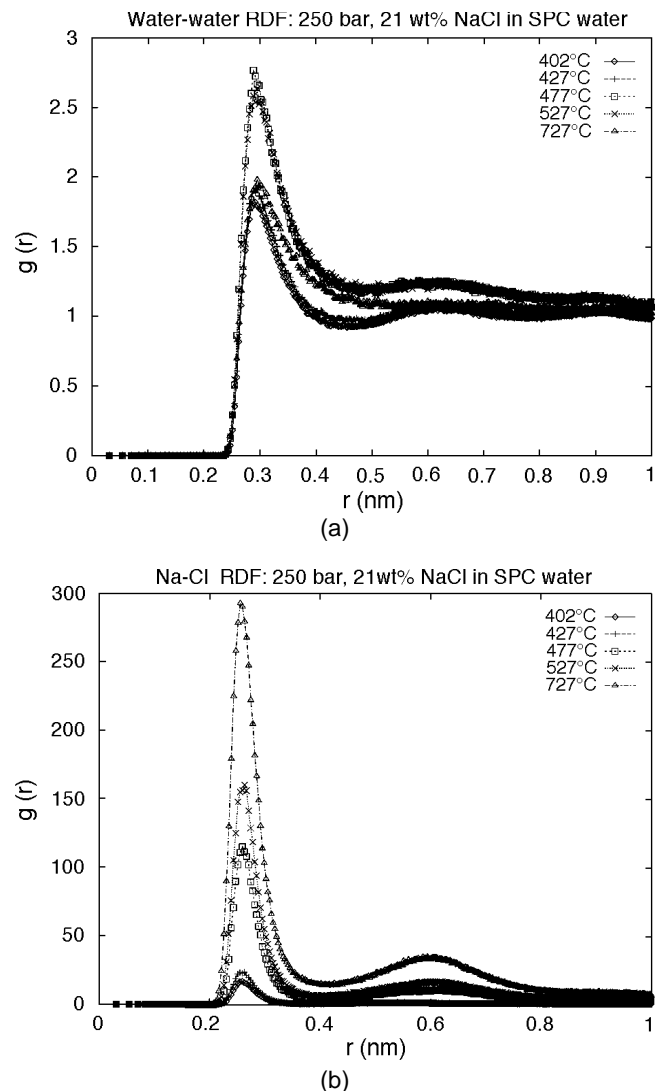 Water-water RDF: 250 bar, 21 wt% NaCl in SPC water
3
2.5
2
1.5
1
0.5
0
g (r)
402°C
427°C
477°C
527°C
727°C
0 0.1 0.2 0.3 0.4 0.5 0.6 0.7 0.8 0.9 1
r (nm)
(a)
Na-Cl RDF: 250 bar, 21wt% NaCl in SPC water
300
250
200
150
100
50
0
g (r)
402°C
427°C
477°C
527°C
727°C
0 0.2 0.4 0.6 0.8 1
r (nm)
(b)